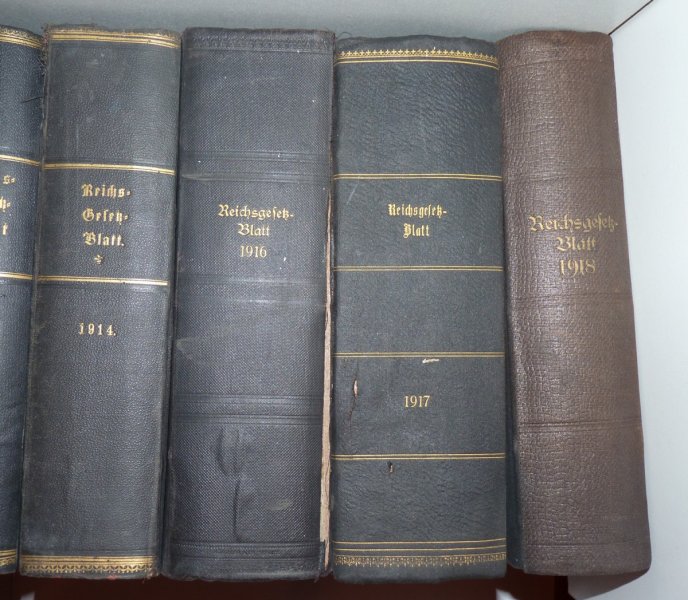 Reichs-
Gesetz-
Blatt.
1914.
Reichsgesetz-
Blatt
1916
Reichsgesetz-
Blatt
1917
Reichsgesetz-
Blatt
1918